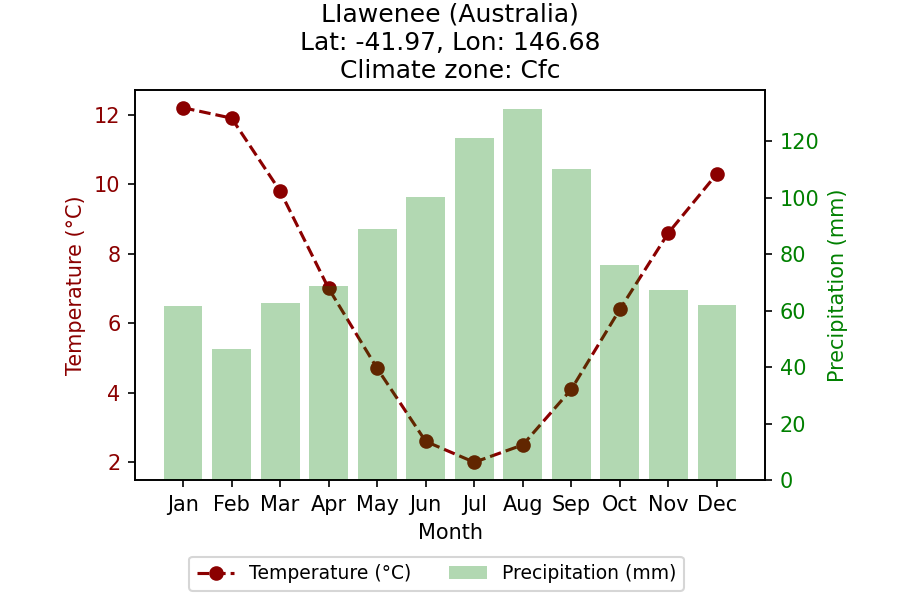 Llawenee (Australia)
Lat: -41.97, Lon: 146.68
Climate zone: Cfc
Temperature (°C)
12
10
8
6
4
2
120
100
80
60
40
20
0
Precipitation (mm)
Jan Feb Mar Apr May Jun Jul Aug Sep Oct Nov Dec
Month
Temperature (°C) Precipitation (mm)